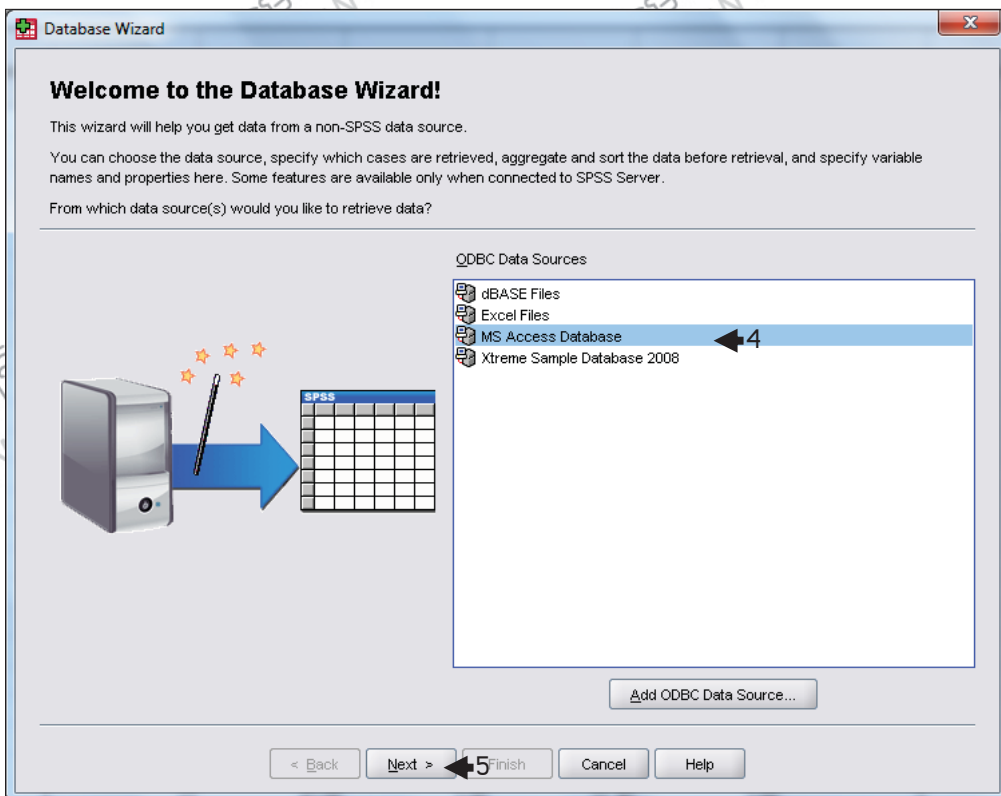 Database Wizard
Welcome to the Database Wizard!
This wizard will help you get data from a non-SPSS data source.
You can choose the data source, specify which cases are retrieved, aggregate and sort the data before retrieval, and specify variable
names and properties here. Some features are available only when connected to SPSS Server.
From which data source(s) would you like to retrieve data?
ODBC Data Sources
dBASE Files
Excel Files
MS Access Database 4
Xtreme Sample Database 2008
SPSS
Add ODBC Data Source...
< Back Next > 5 Finish Cancel Help